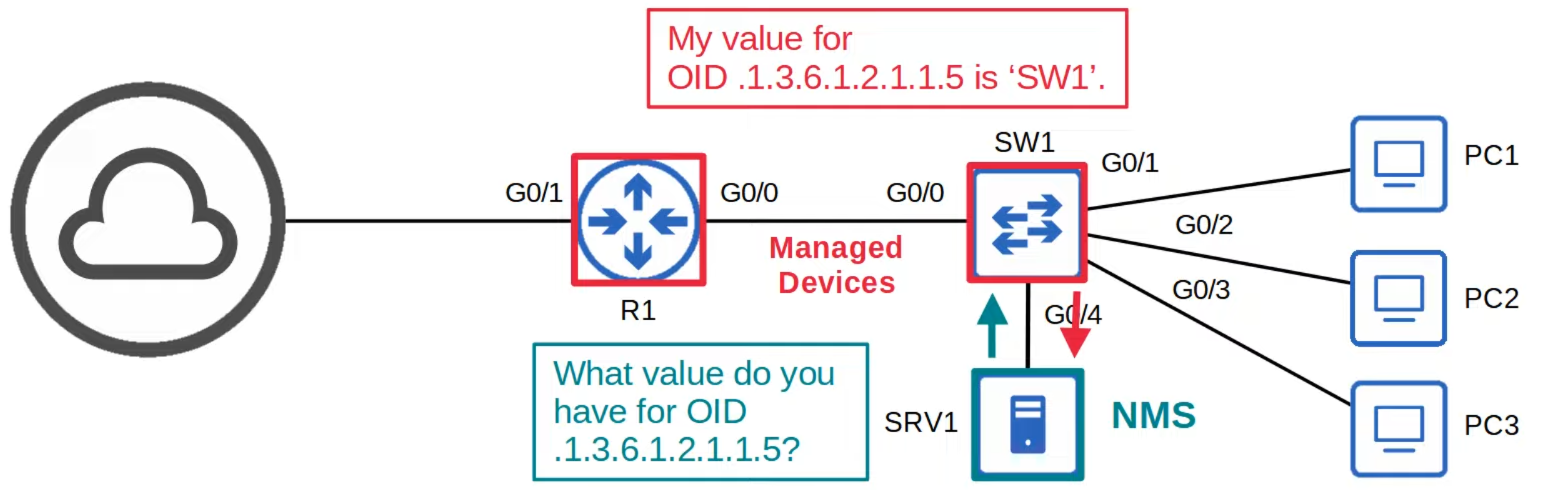 My value for
OID .1.3.6.1.2.1.1.5 is ‘SW1’.
SW1
G0/1
PC1
G0/1
G0/0
G0/0
G0/2
Managed
Devices
R1
G0/3
PC2
G0/4
What value do you
have for OID
.1.3.6.1.2.1.1.5?
SRV1
NMS
PC3